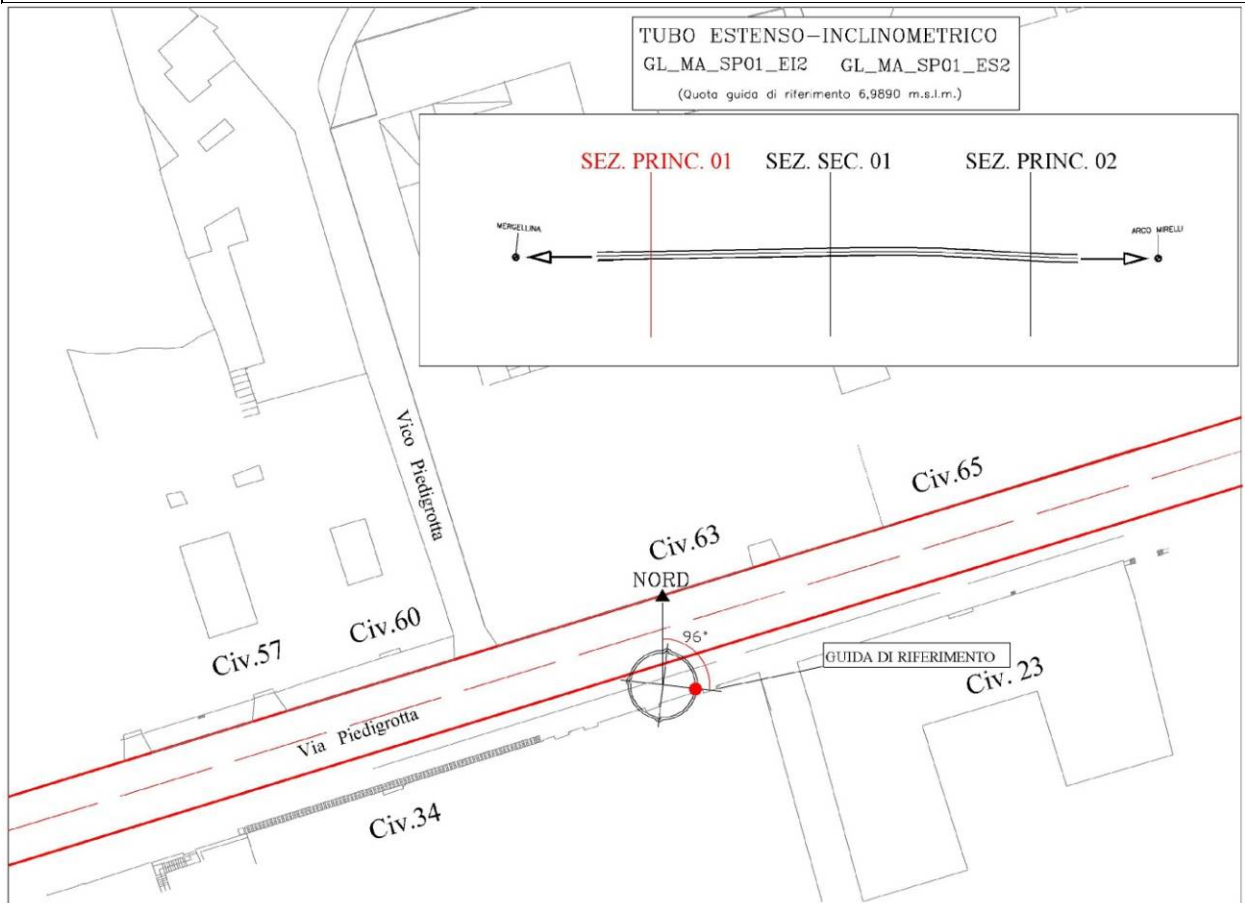 TUBO ESTENSO-INCLINOMETRICO
GL_MA_SP01_EI2 GL_MA_SP01_ES2
(Quota guida di riferimento 6,9890 m.s.l.m.)
SEZ. PRINC. 01 SEZ. SEC. 01 SEZ. PRINC. 02
MERGELLINA
ARCO MIRELLI
Vico Piedigrotta
Civ.65
Civ.63
NORD
96°
Civ.60
Civ.57
GUIDA DI RIFERIMENTO
Civ. 23
Via Piedigrotta
Civ.34